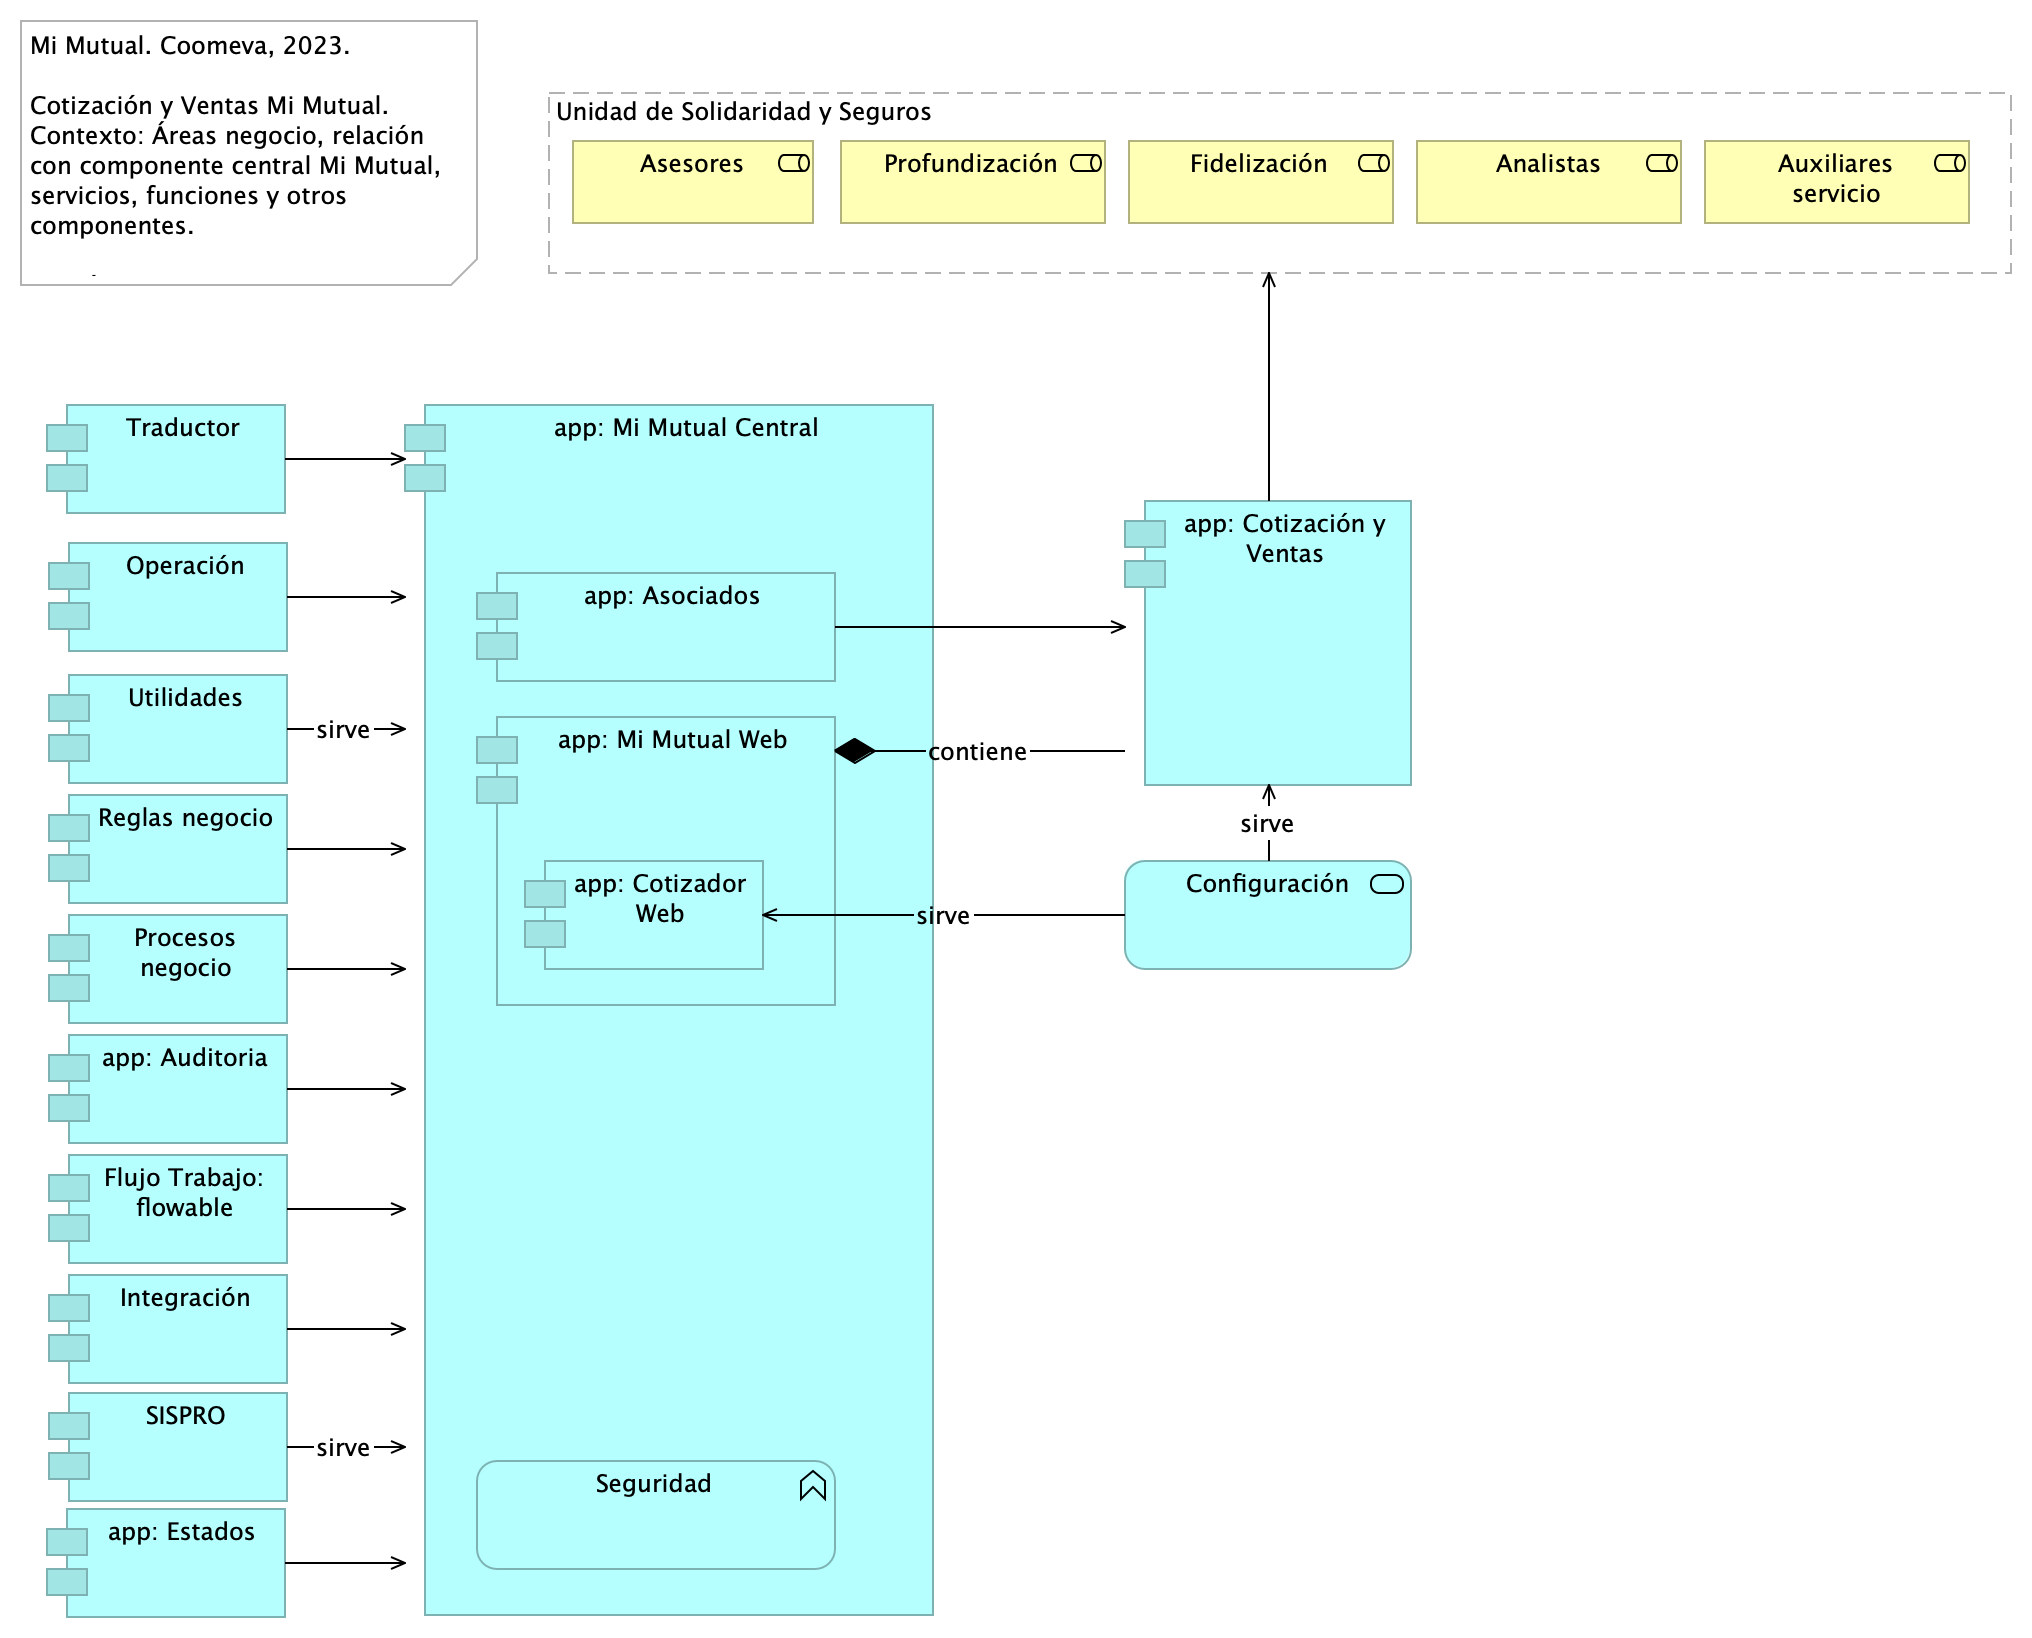 Mi Mutual. Coomeva, 2023.
Cotización y Ventas Mi Mutual.
Contexto: Áreas negocio, relación
con componente central Mi Mutual,
servicios, funciones y otros
componentes.
Unidad de Solidaridad y Seguros
Asesores
Profundización
Fidelización
Analistas
Auxiliares
servicio
Traductor
Operación
Utilidades
sirve
Reglas negocio
Procesos
negocio
app: Auditoria
Flujo Trabajo:
flowable
Integración
SISPRO
sirve
app: Estados
app: Mi Mutual Central
app: Asociados
app: Mi Mutual Web
app: Cotizador
Web
Seguridad
contiene
sirve
app: Cotización y
Ventas
sirve
Configuración